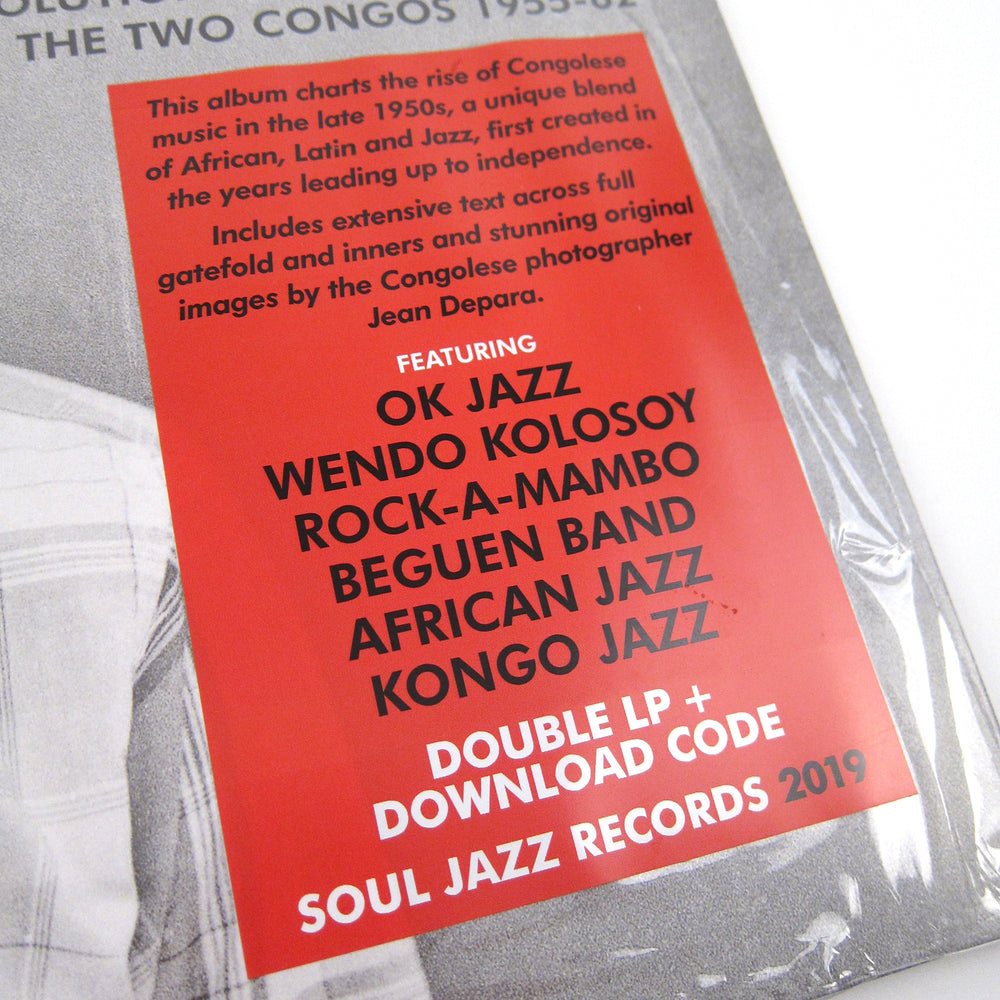 THE TWO CONGOS 1955-62
This album charts the rise of Congolese
music in the late 1950s, a unique blend
of African, Latin and Jazz, first created in
the years leading up to independence.
Includes extensive text across full
gatefold and inners and stunning original
images by the Congolese photographer
Jean Depara.
FEATURING
OK JAZZ
WENDO KOLOSOY
ROCK-A-MAMBO
BEGUEN BAND
AFRICAN JAZZ
KONGO JAZZ
DOUBLE LP +
DOWNLOAD CODE
SOUL JAZZ RECORDS 2019